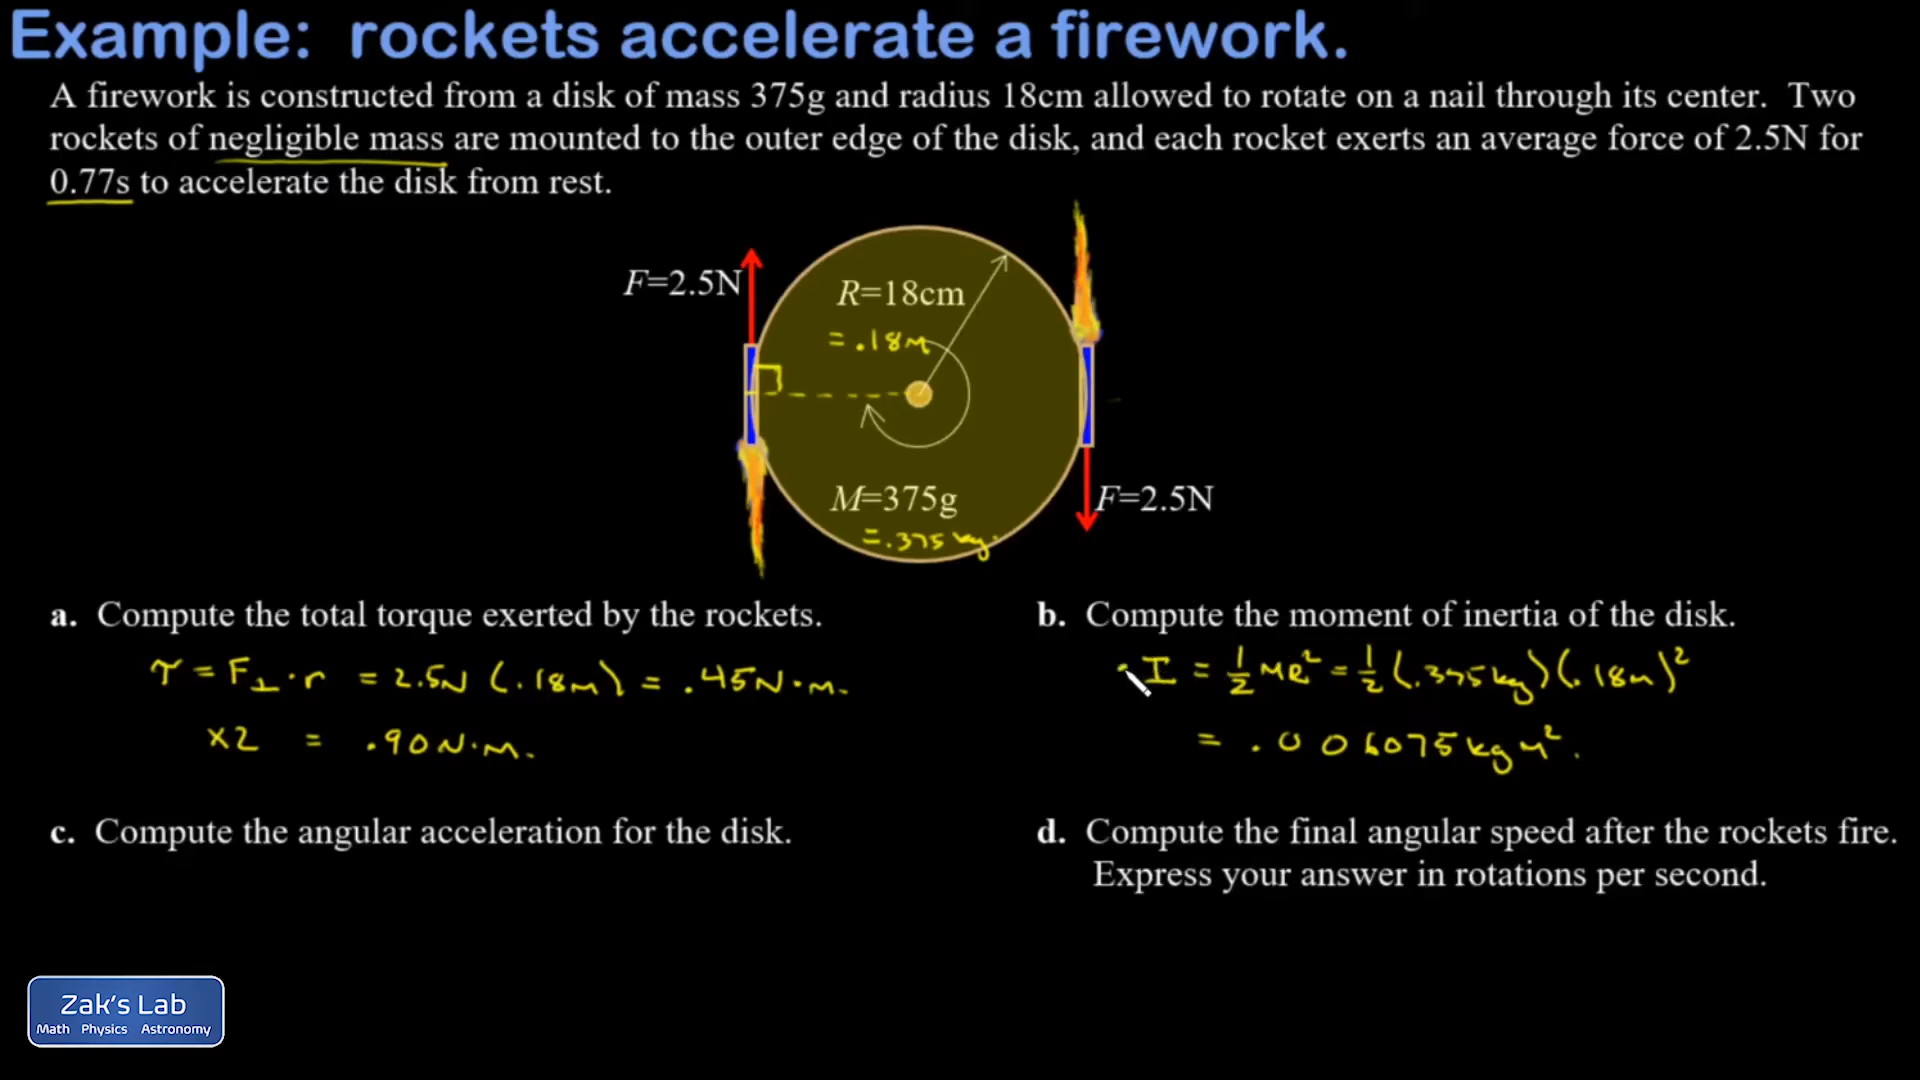 Example: rockets accelerate a firework.
A firework is constructed from a disk of mass 375g and radius 18cm allowed to rotate on a nail through its center. Two
rockets of negligible mass are mounted to the outer edge of the disk, and each rocket exerts an average force of 2.5N for
0.77s to accelerate the disk from rest.
F=2.5N
R=18cm
= .18m
M=375g
= .375 kg.
F=2.5N
a. Compute the total torque exerted by the rockets.
τ = F⊥ · r = 2.5N (.18m) = .45N·m.
×2 = .90N·m.
b. Compute the moment of inertia of the disk.
I = ½MR² = ½(.375kg)(.18m)²
= .006075kgm².
c. Compute the angular acceleration for the disk.
d. Compute the final angular speed after the rockets fire.
Express your answer in rotations per second.
Zak's Lab
Math Physics Astronomy